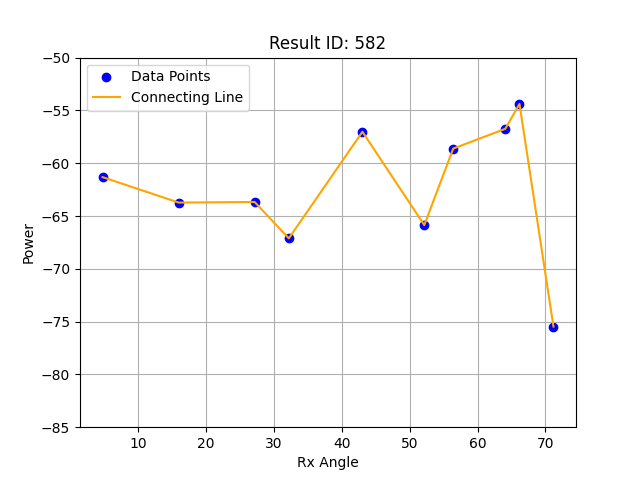 Result ID: 582
Data Points
Connecting Line
−50
−55
−60
−65
−70
−75
−80
−85
Power
10 20 30 40 50 60 70
Rx Angle